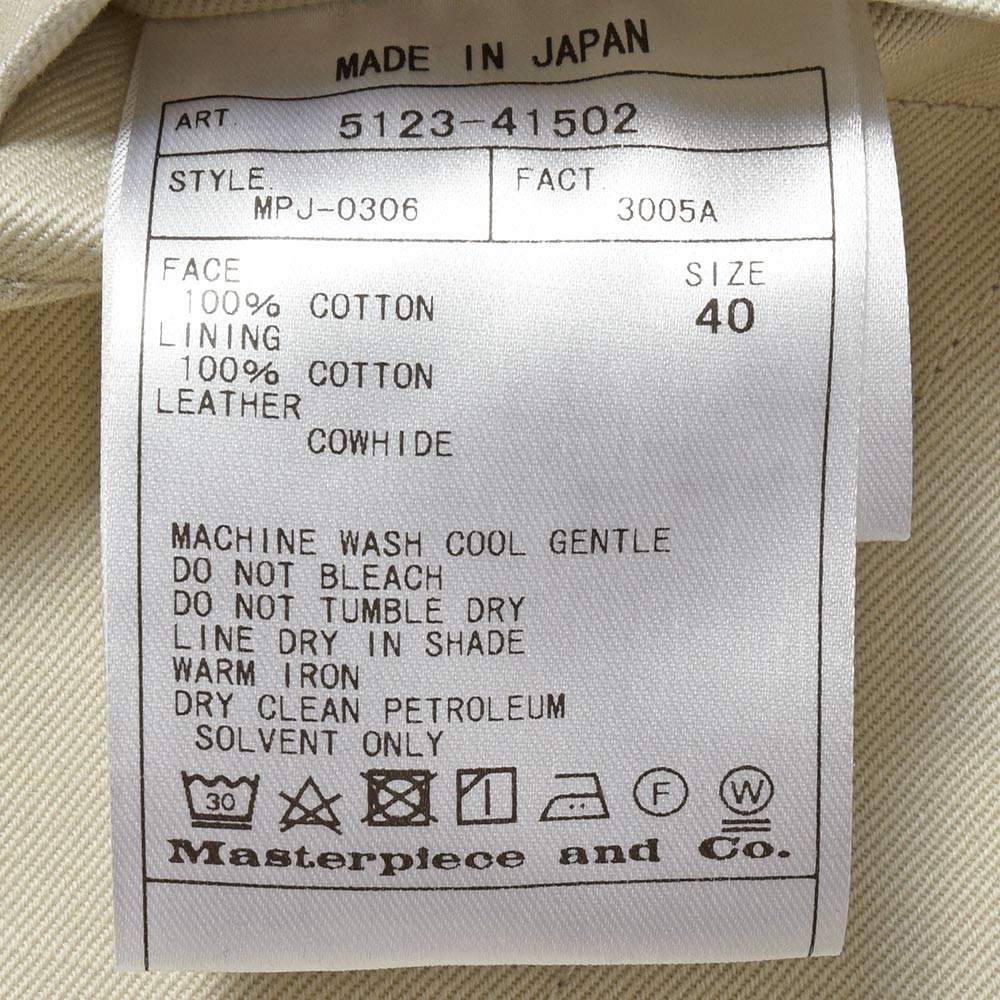 MADE IN JAPAN
ART. 5123-41502
STYLE. FACT.
MPJ-0306 3005A
FACE SIZE
100% COTTON 40
LINING
100% COTTON
LEATHER
COWHIDE
MACHINE WASH COOL GENTLE
DO NOT BLEACH
DO NOT TUMBLE DRY
LINE DRY IN SHADE
WARM IRON
DRY CLEAN PETROLEUM
SOLVENT ONLY
30 F W
Masterpiece and Co.